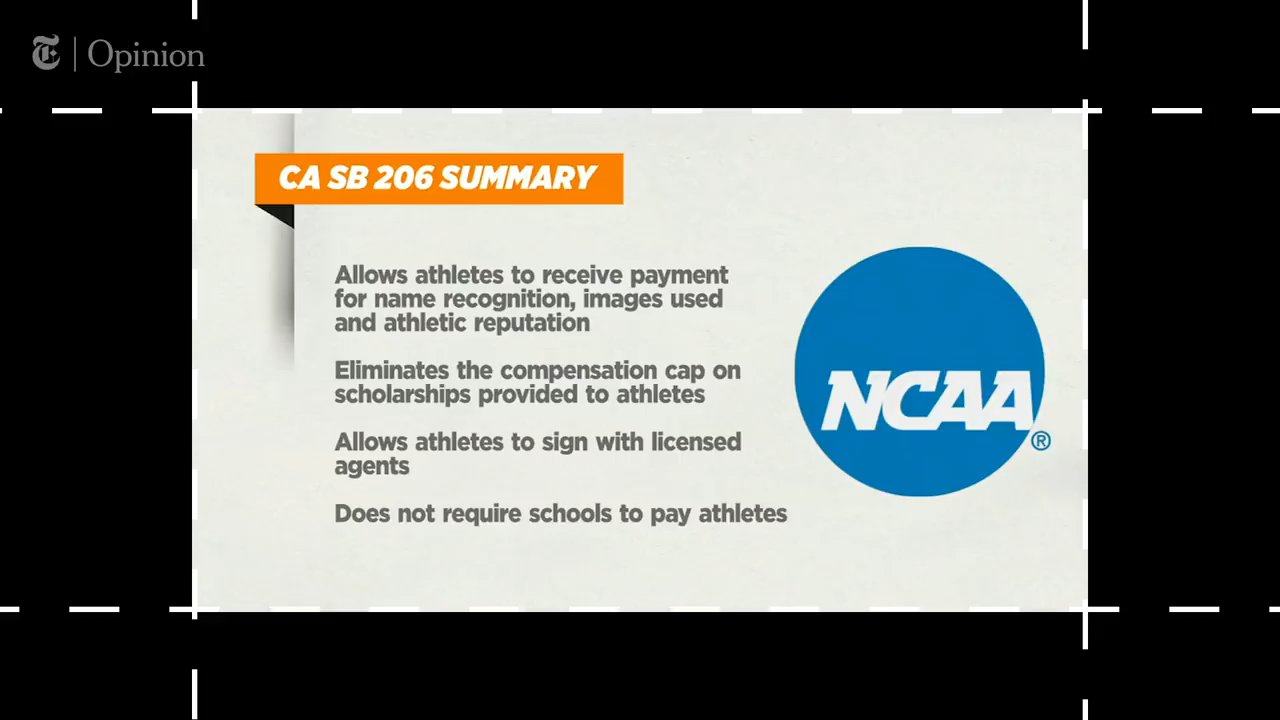 T | Opinion
CA SB 206 SUMMARY
Allows athletes to receive payment
for name recognition, images used
and athletic reputation
Eliminates the compensation cap on
scholarships provided to athletes
Allows athletes to sign with licensed
agents
Does not require schools to pay athletes
NCAA
®